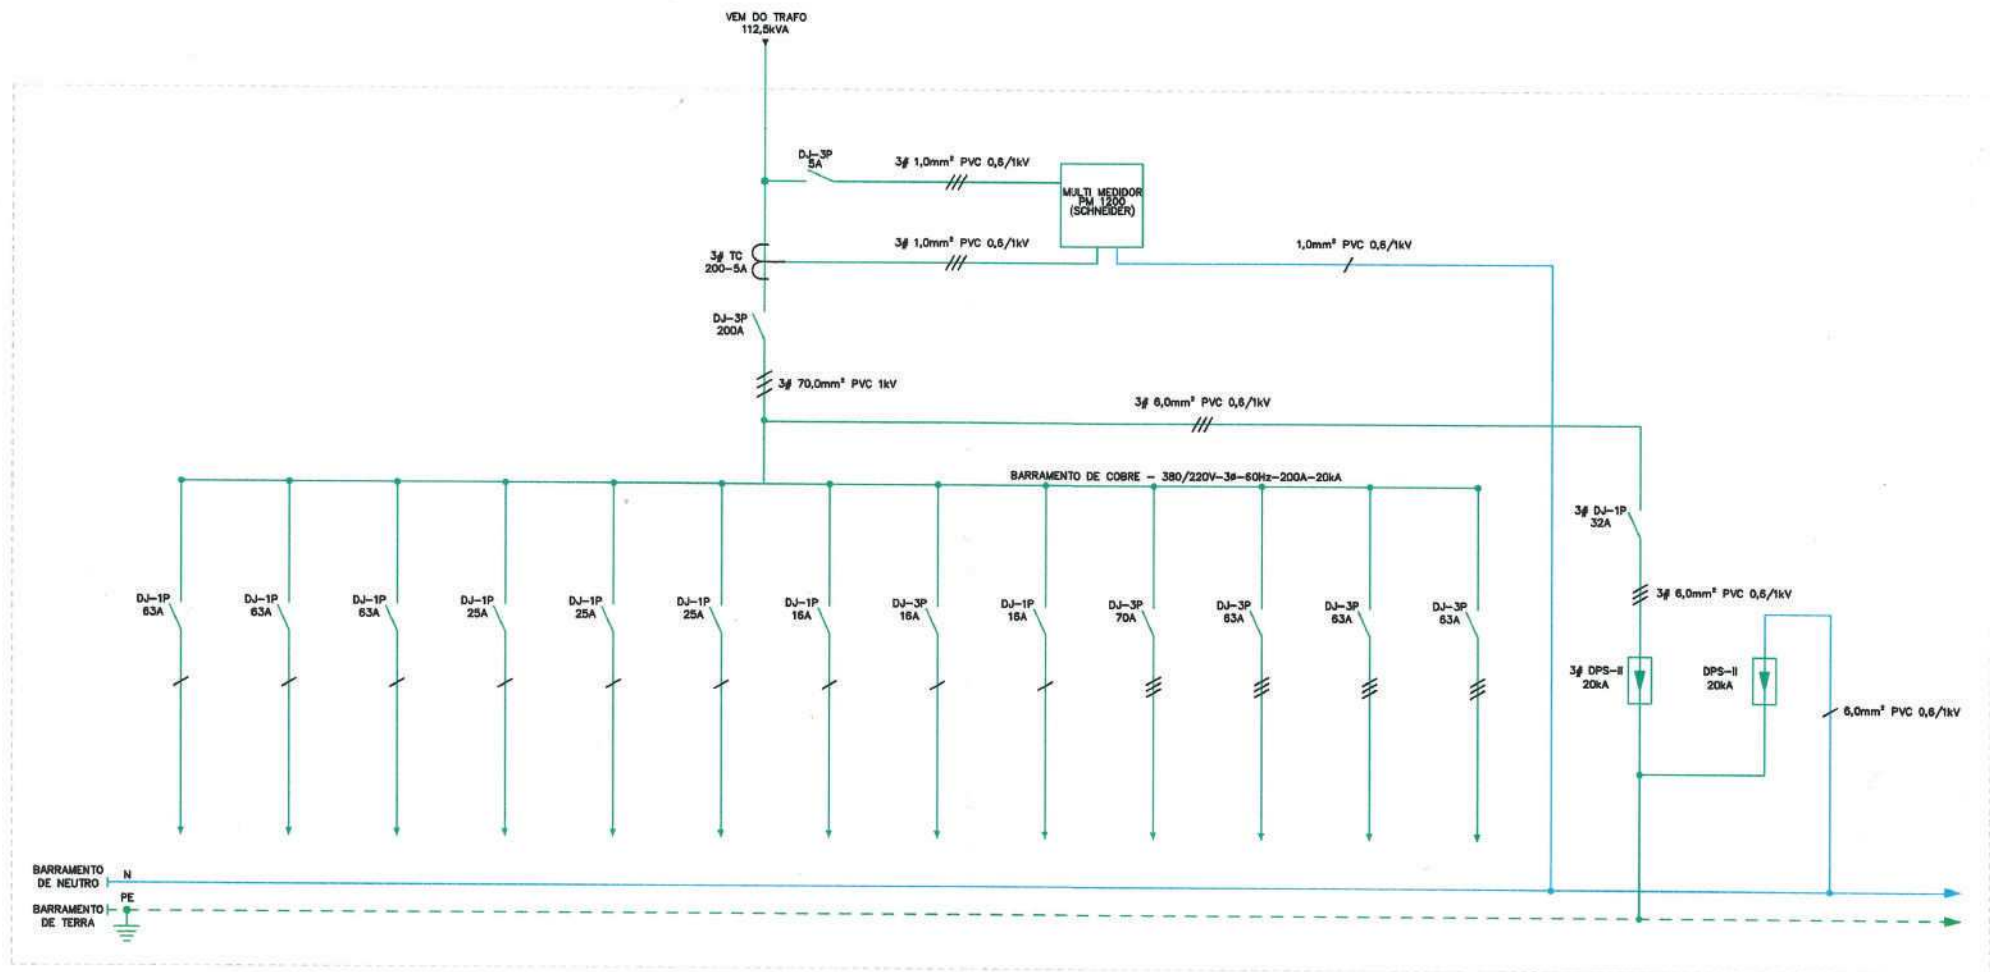 VEM DO TRAFO
112,5kVA
DJ-3P
5A
3# 1,0mm² PVC 0,6/1kV
MULTI MEDIDOR
PM 1200
(SCHNEIDER)
3# TC
200-5A
3# 1,0mm² PVC 0,6/1kV
1,0mm² PVC 0,6/1kV
DJ-3P
200A
3# 70,0mm² PVC 1kV
3# 6,0mm² PVC 0,6/1kV
BARRAMENTO DE COBRE - 380/220V-3ø-60Hz-200A-20kA
3# DJ-1P
32A
DJ-1P
63A
DJ-1P
63A
DJ-1P
63A
DJ-1P
25A
DJ-1P
25A
DJ-1P
25A
DJ-1P
16A
DJ-3P
16A
DJ-1P
16A
DJ-3P
70A
DJ-3P
63A
DJ-3P
63A
DJ-3P
63A
3# 6,0mm² PVC 0,6/1kV
3# DPS-II
20kA
DPS-II
20kA
6,0mm² PVC 0,6/1kV
BARRAMENTO
DE NEUTRO
N
BARRAMENTO
DE TERRA
PE